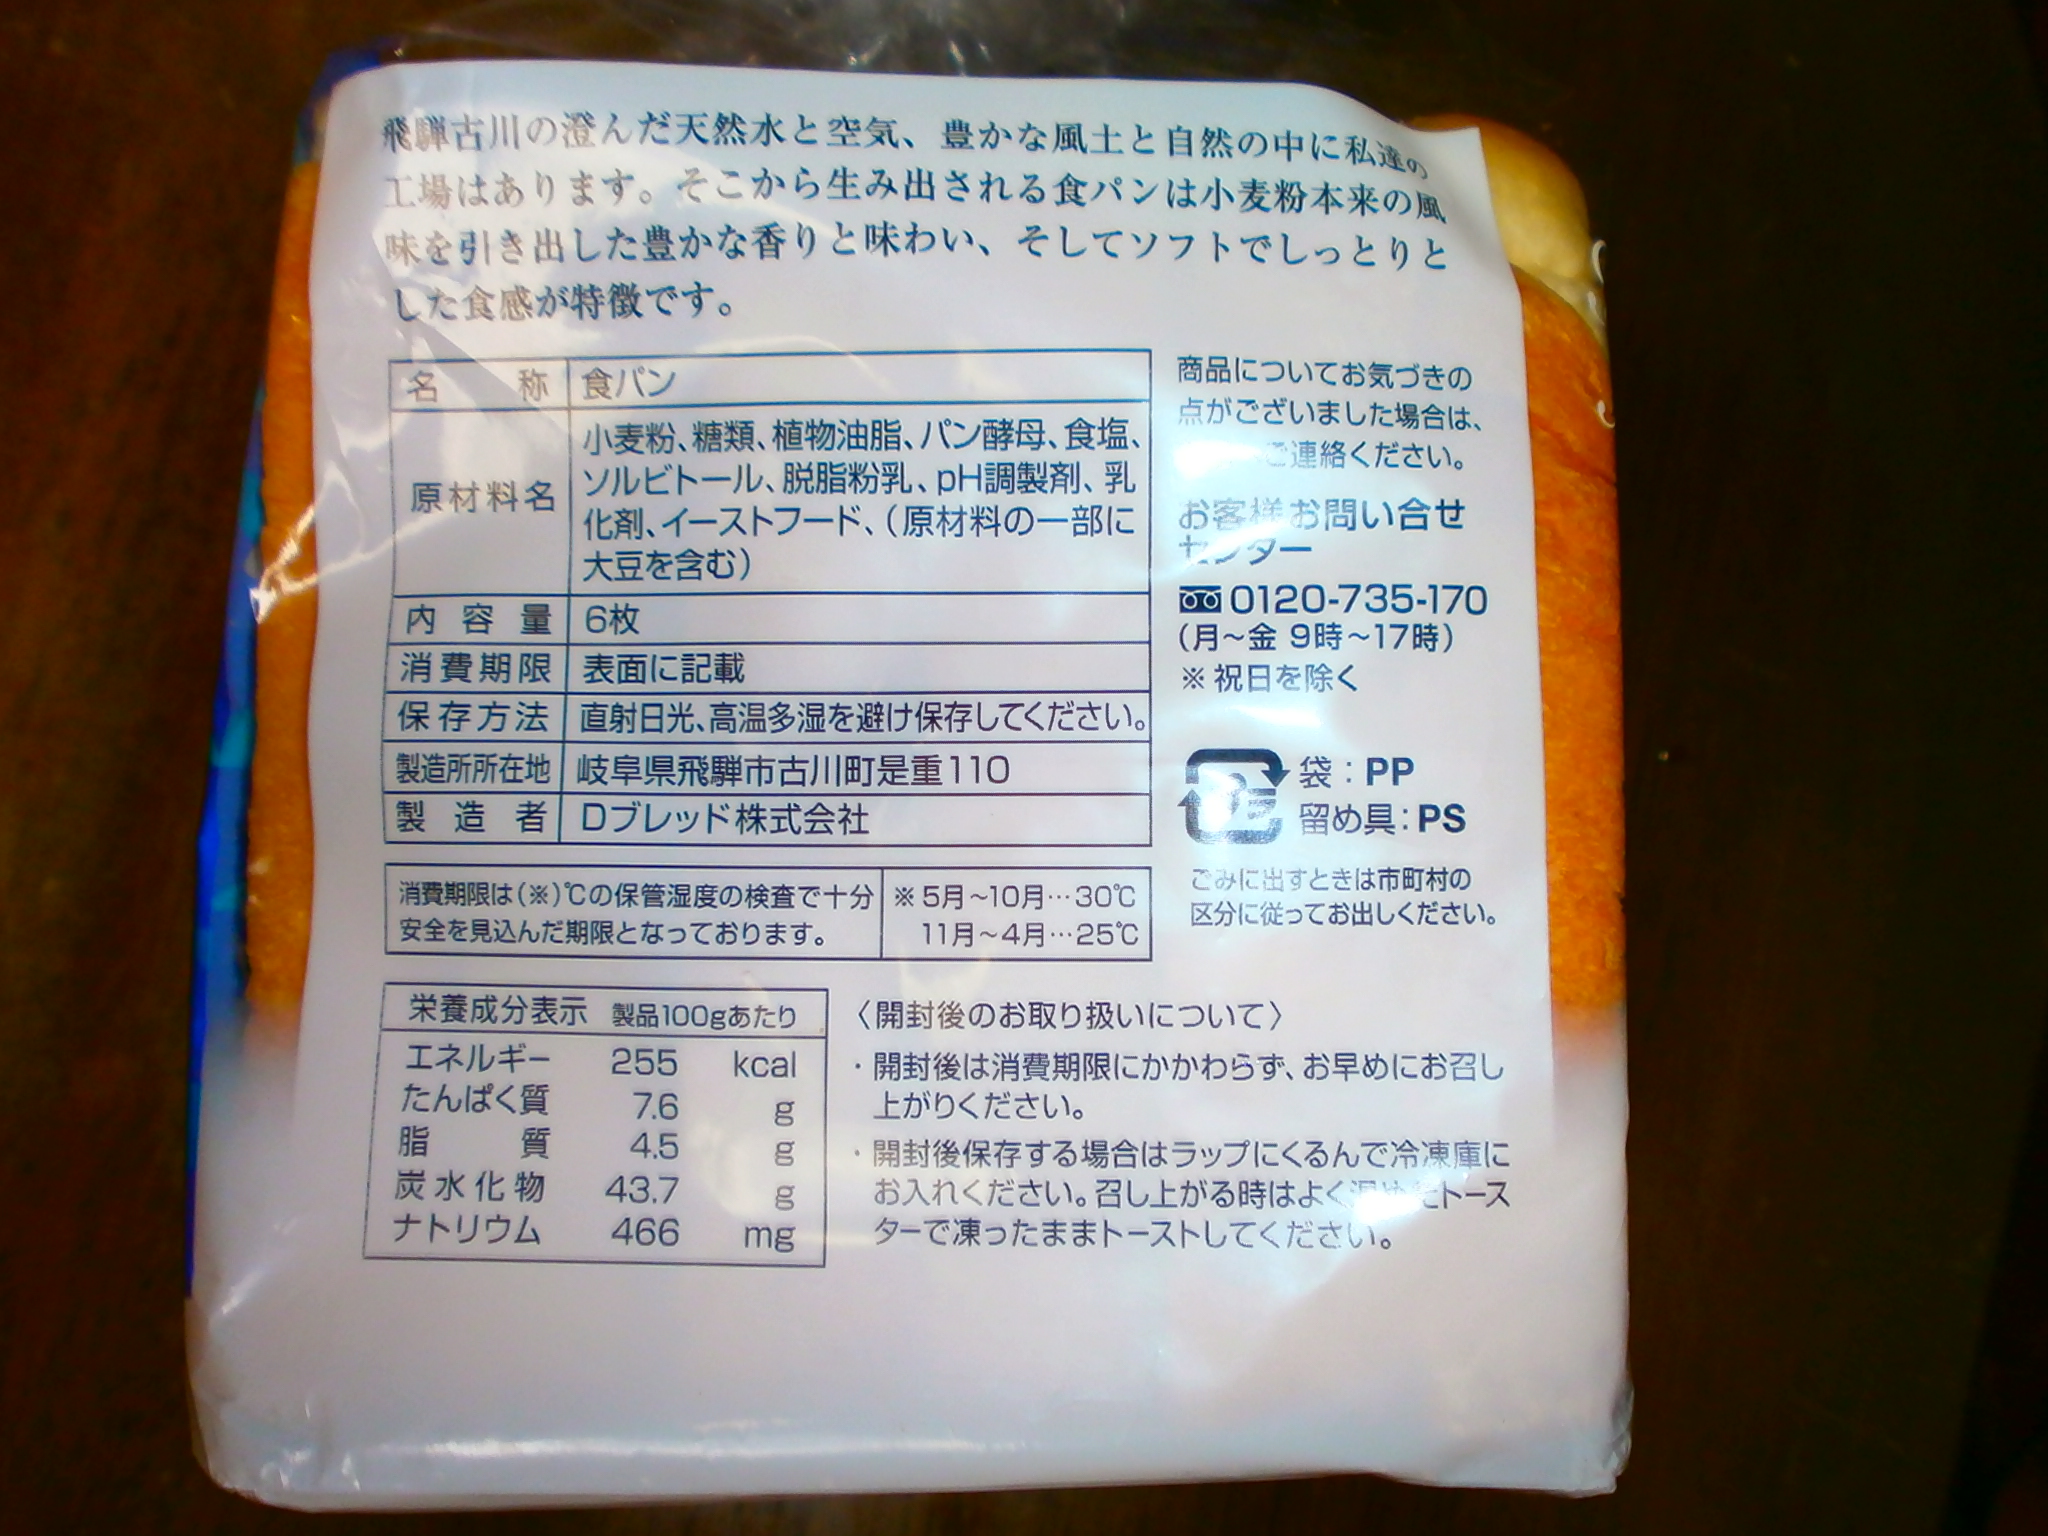 飛騨古川の澄んだ天然水と空気、豊かな風土と自然の中に私達の
工場はあります。そこから生み出される食パンは小麦粉本来の風
味を引き出した豊かな香りと味わい、そしてソフトでしっとりと
した食感が特徴です。
名称 食パン
原材料名 小麦粉、糖類、植物油脂、パン酵母、食塩、
ソルビトール、脱脂粉乳、pH調製剤、乳
化剤、イーストフード、（原材料の一部に
大豆を含む）
内容量 6枚
消費期限 表面に記載
保存方法 直射日光、高温多湿を避け保存してください。
製造所所在地 岐阜県飛騨市古川町是重110
製造者 Dブレッド株式会社
商品についてお気づきの
点がございました場合は、
ご連絡ください。
お客様お問い合せ
センター
0120-735-170
（月～金 9時～17時）
※祝日を除く
袋：PP
留め具：PS
ごみに出すときは市町村の
区分に従ってお出しください。
消費期限は（※）℃の保管湿度の検査で十分
安全を見込んだ期限となっております。
※5月～10月…30℃
11月～4月…25℃
栄養成分表示 製品100gあたり
エネルギー 255 kcal
たんぱく質 7.6 g
脂質 4.5 g
炭水化物 43.7 g
ナトリウム 466 mg
〈開封後のお取り扱いについて〉
・開封後は消費期限にかかわらず、お早めにお召し
上がりください。
・開封後保存する場合はラップにくるんで冷凍庫に
お入れください。召し上がる時はよく温めたトース
ターで凍ったままトーストしてください。